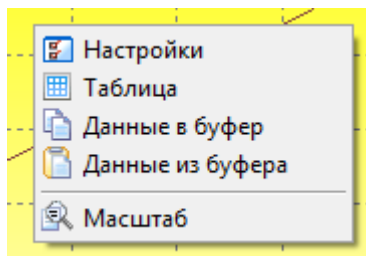 Настройки
Таблица
Данные в буфер
Данные из буфера
Масштаб